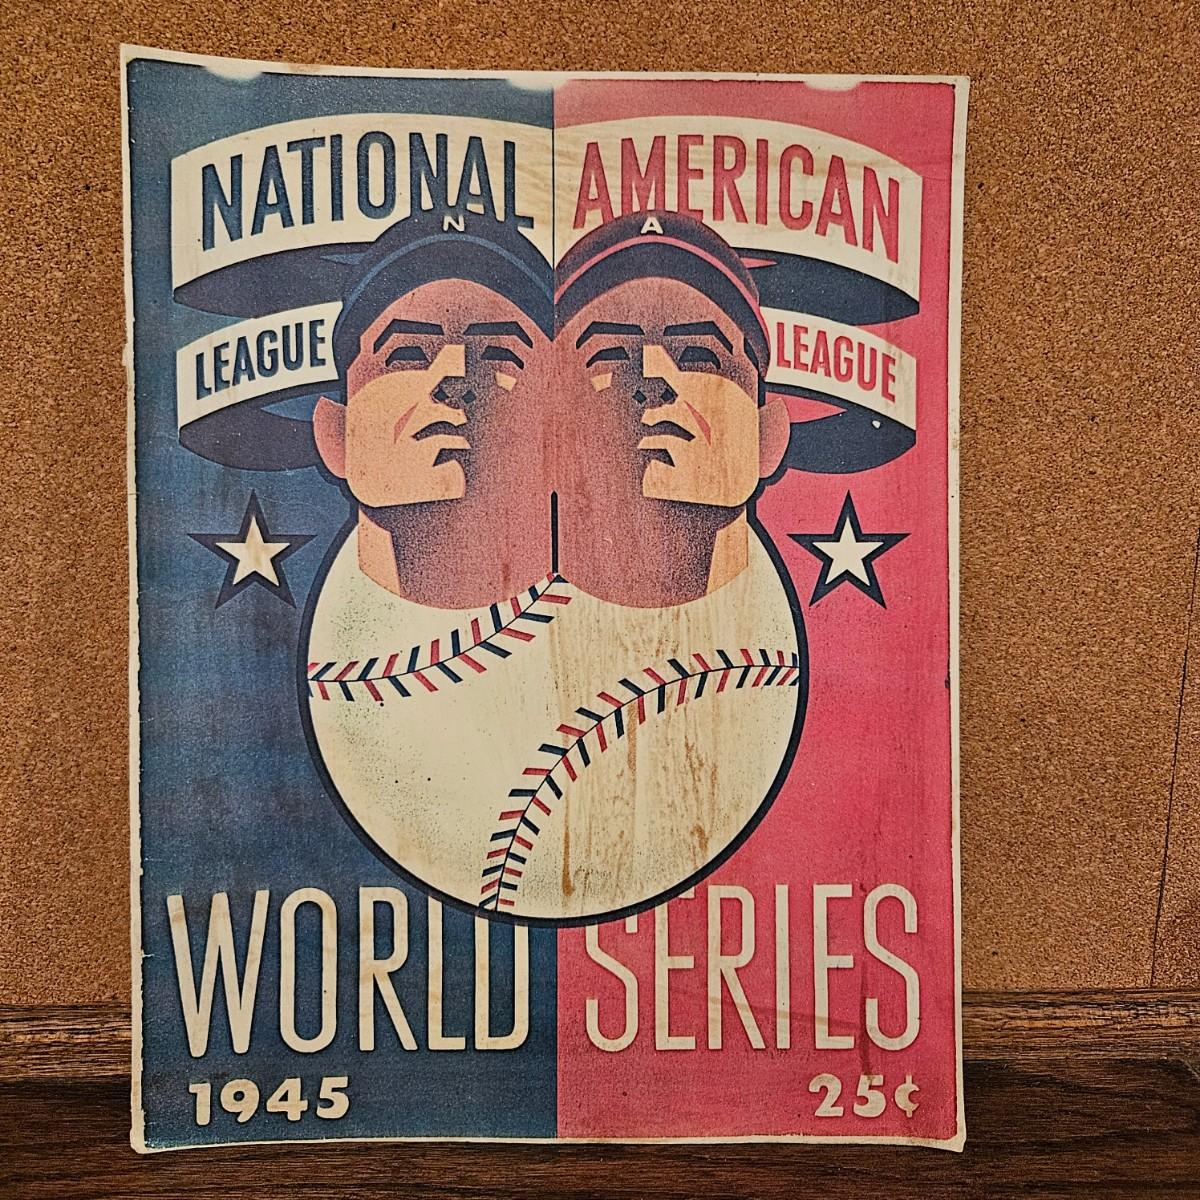 NATIONAL AMERICAN
N A
LEAGUE LEAGUE
WORLD SERIES
1945 25¢